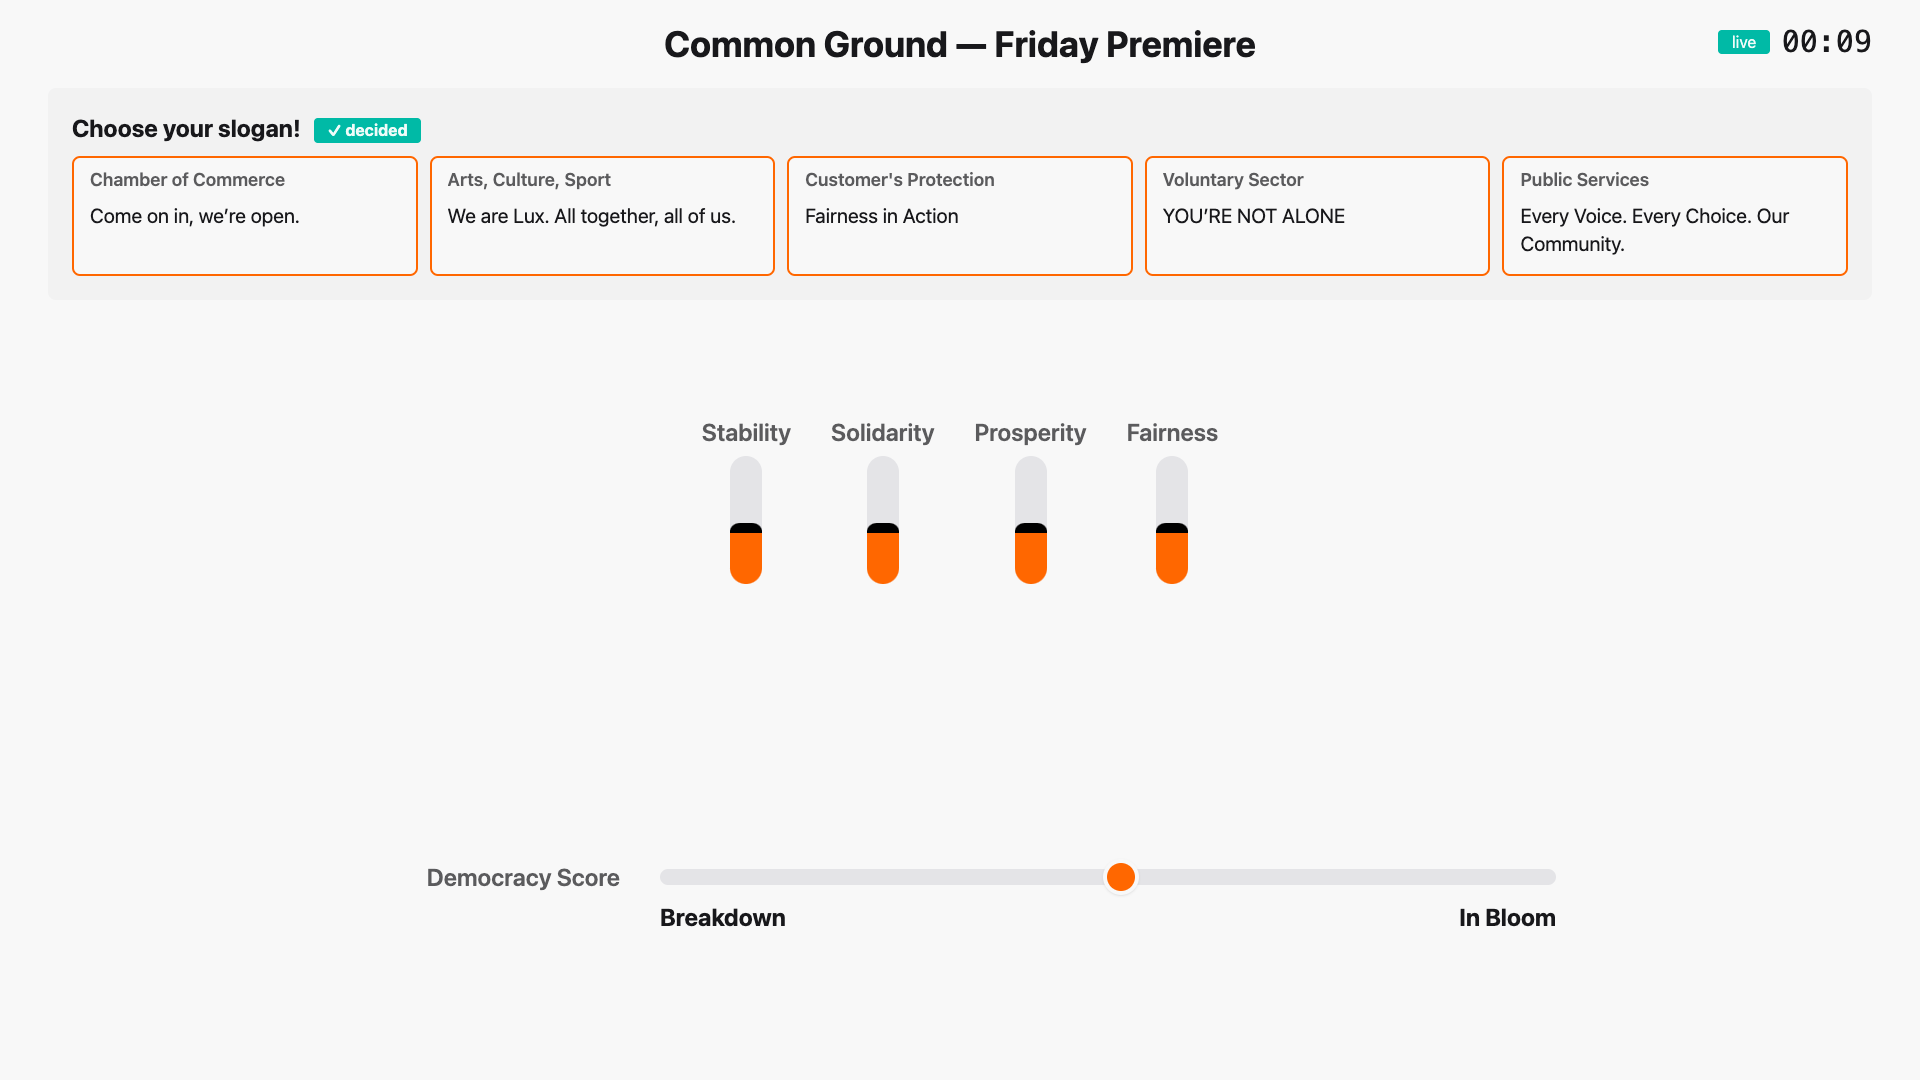 Common Ground — Friday Premiere
live 00:09
Choose your slogan! ✓ decided
Chamber of Commerce
Come on in, we’re open.
Arts, Culture, Sport
We are Lux. All together, all of us.
Customer's Protection
Fairness in Action
Voluntary Sector
YOU’RE NOT ALONE
Public Services
Every Voice. Every Choice. Our
Community.
Stability Solidarity Prosperity Fairness
Democracy Score
Breakdown In Bloom